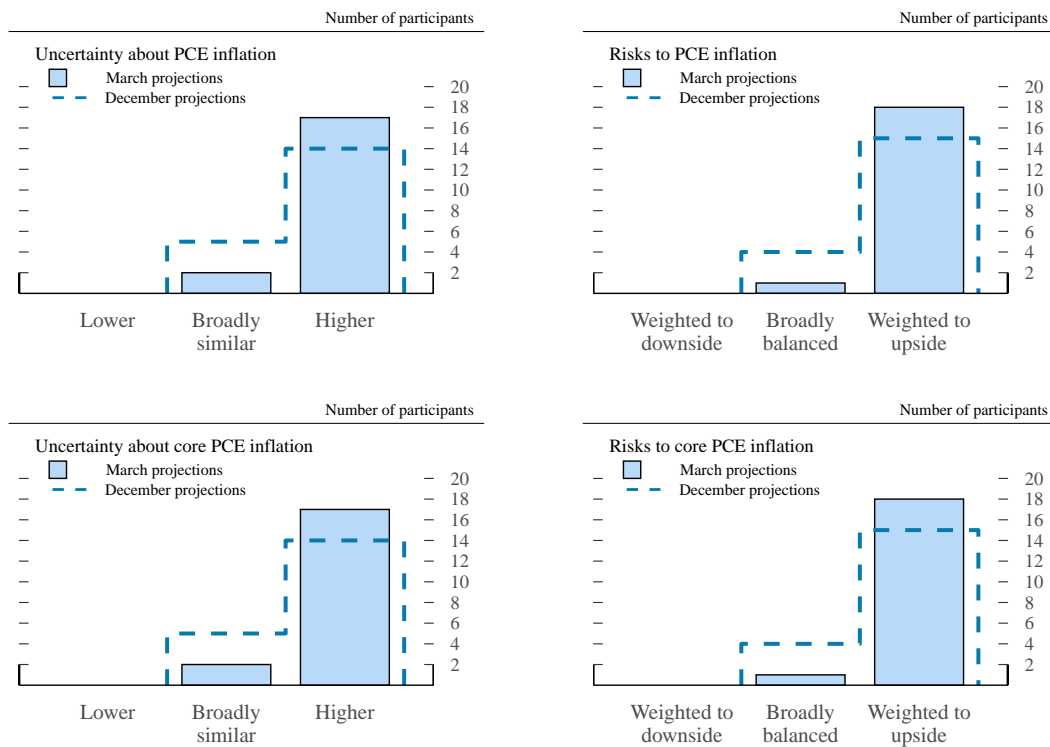 Number of participants
Uncertainty about PCE inflation
March projections
December projections
20
18
16
14
12
10
8
6
4
2
Lower
Broadly
similar
Higher
Number of participants
Risks to PCE inflation
March projections
December projections
20
18
16
14
12
10
8
6
4
2
Weighted to
downside
Broadly
balanced
Weighted to
upside
Number of participants
Uncertainty about core PCE inflation
March projections
December projections
20
18
16
14
12
10
8
6
4
2
Lower
Broadly
similar
Higher
Number of participants
Risks to core PCE inflation
March projections
December projections
20
18
16
14
12
10
8
6
4
2
Weighted to
downside
Broadly
balanced
Weighted to
upside